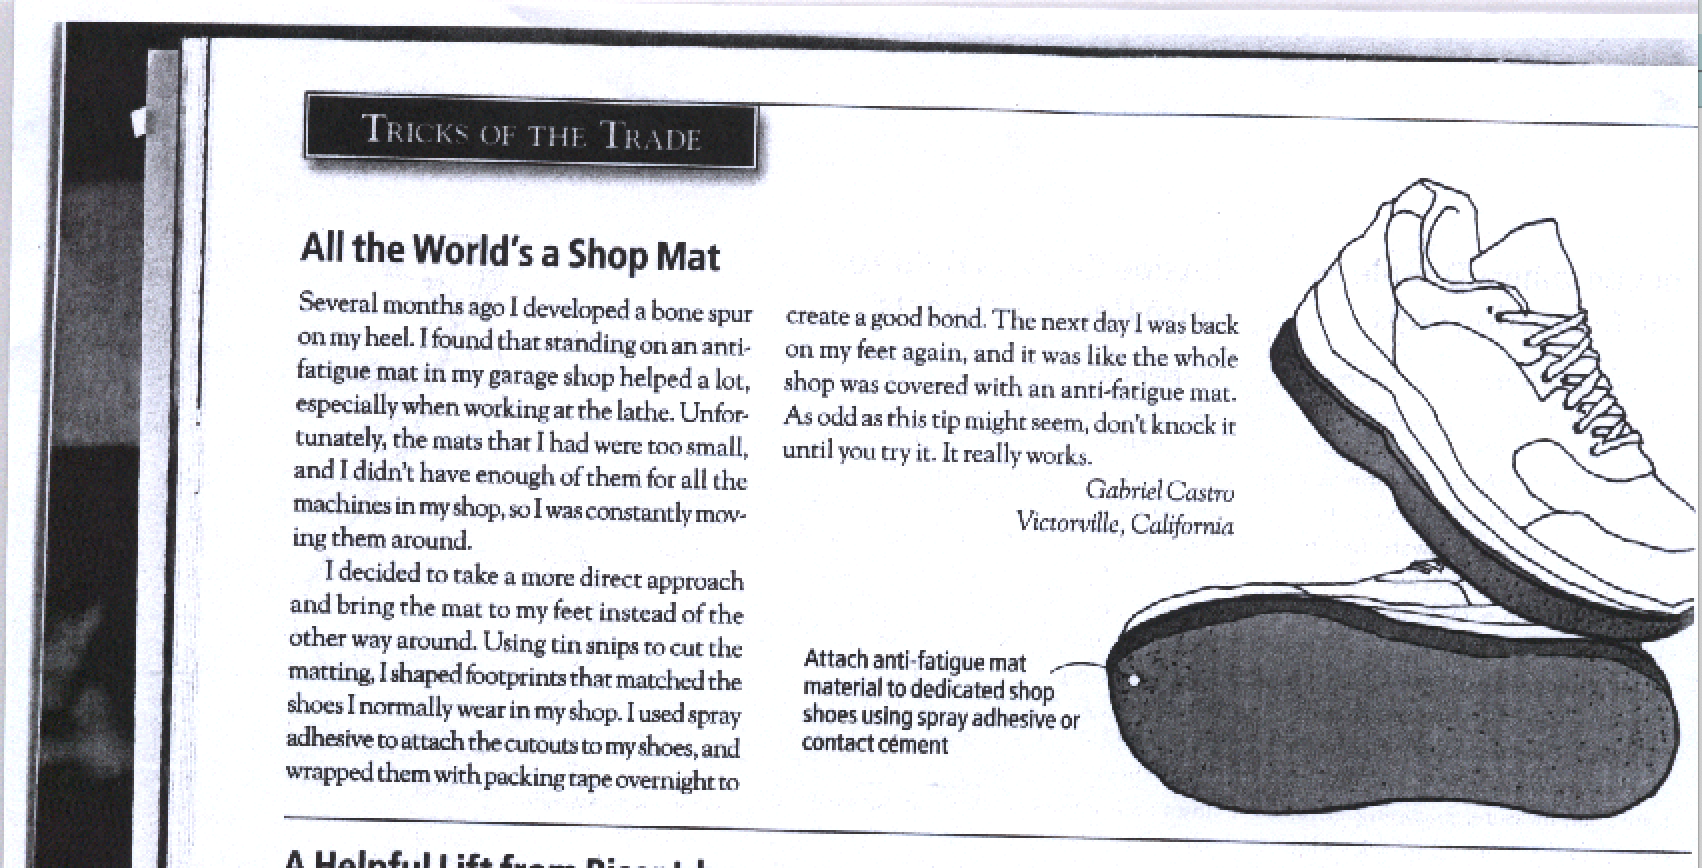 TRICKS OF THE TRADE
All the World's a Shop Mat
Several months ago I developed a bone spur
on my heel. I found that standing on an anti-
fatigue mat in my garage shop helped a lot,
especially when working at the lathe. Unfor-
tunately, the mats that I had were too small,
and I didn't have enough of them for all the
machines in my shop, so I was constantly mov-
ing them around.
I decided to take a more direct approach
and bring the mat to my feet instead of the
other way around. Using tin snips to cut the
matting, I shaped footprints that matched the
shoes I normally wear in my shop. I used spray
adhesive to attach the cutouts to my shoes, and
wrapped them with packing tape overnight to
create a good bond. The next day I was back
on my feet again, and it was like the whole
shop was covered with an anti-fatigue mat.
As odd as this tip might seem, don't knock it
until you try it. It really works.
Gabriel Castro
Victorville, California
Attach anti-fatigue mat
material to dedicated shop
shoes using spray adhesive or
contact cement
A Helpful Lift from